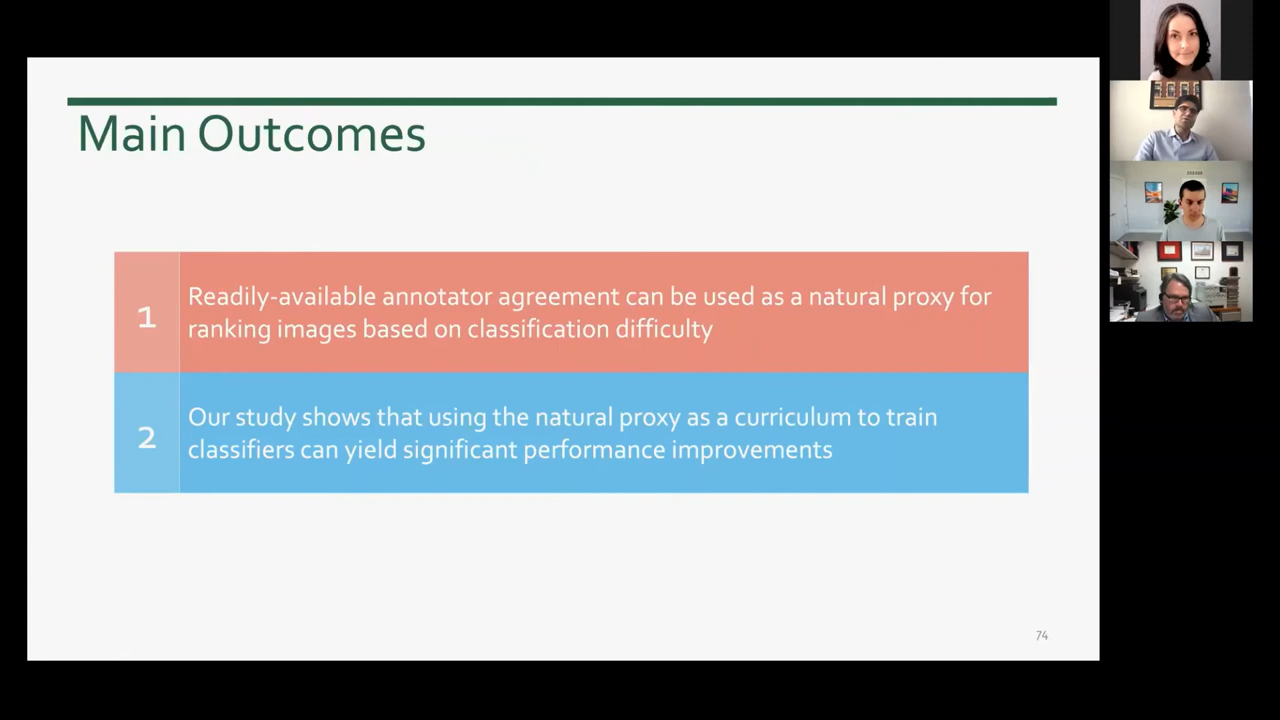 Main Outcomes
1
Readily-available annotator agreement can be used as a natural proxy for
ranking images based on classification difficulty
2
Our study shows that using the natural proxy as a curriculum to train
classifiers can yield significant performance improvements
74